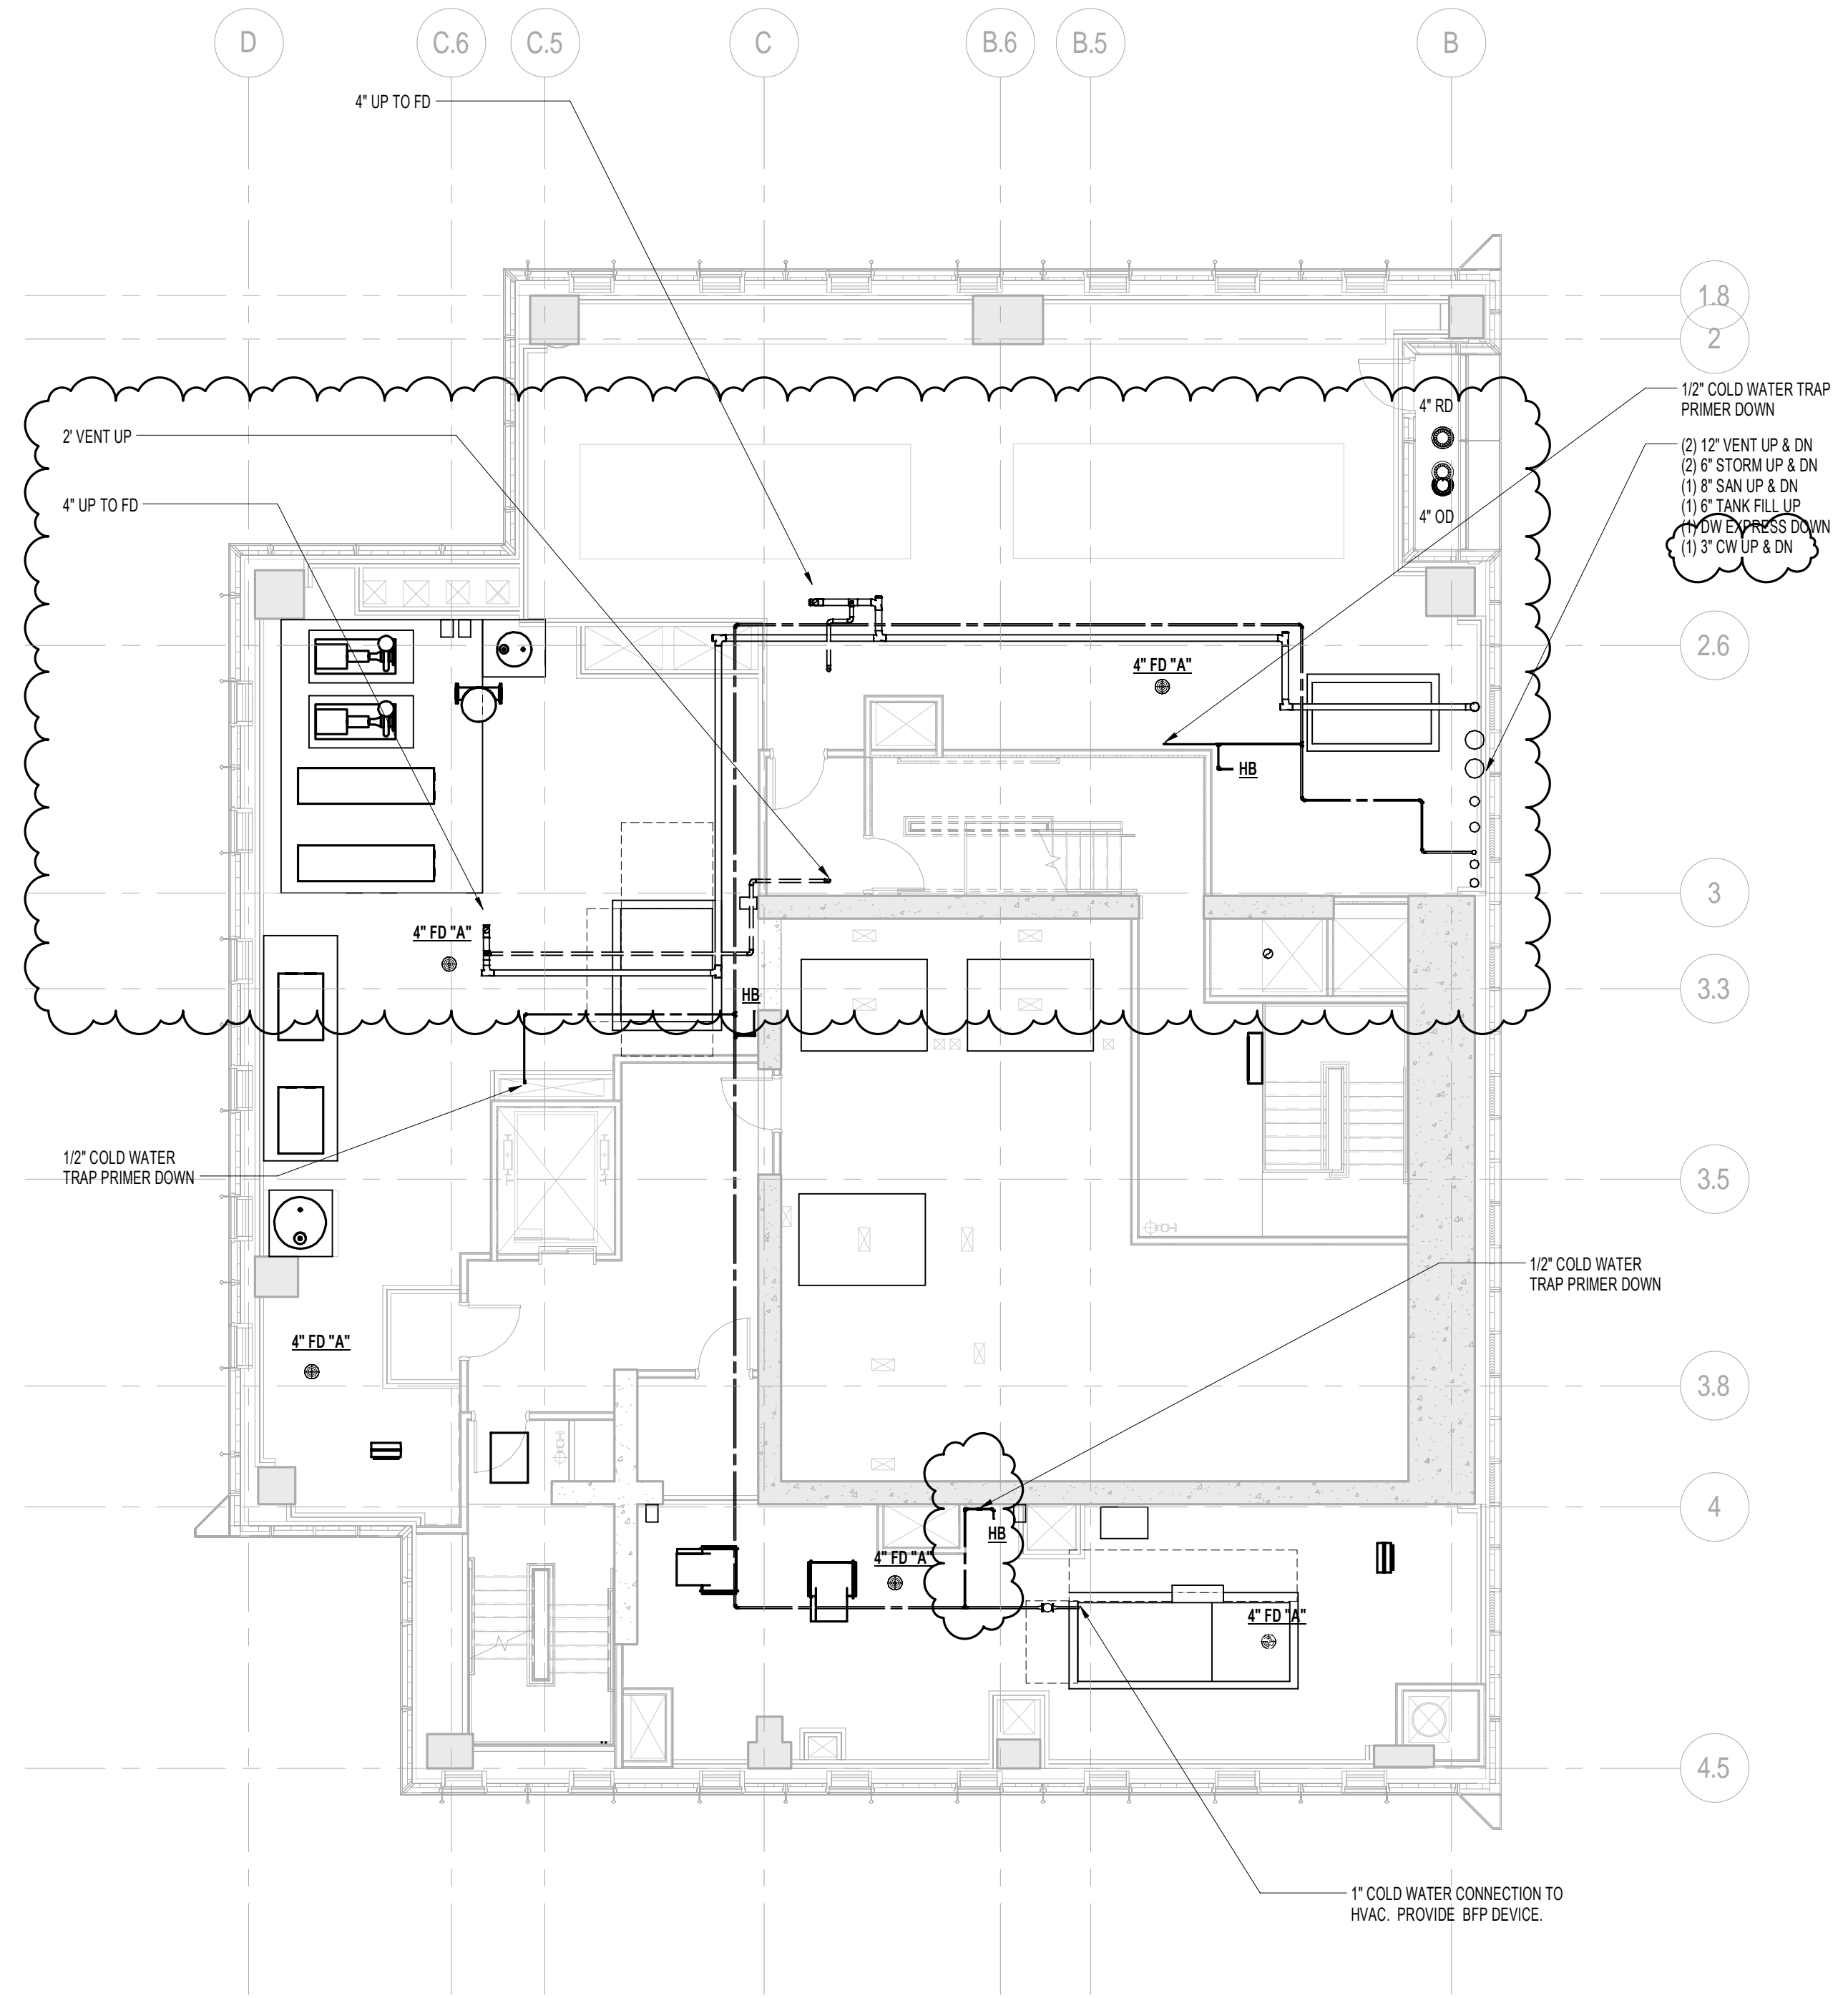 D
C.6
C.5
C
B.6
B.5
B
4" UP TO FD
1.8
2
1/2" COLD WATER TRAP
PRIMER DOWN
4" RD
2' VENT UP
(2) 12" VENT UP & DN
(2) 6" STORM UP & DN
(1) 8" SAN UP & DN
(1) 6" TANK FILL UP
(1) DW EXPRESS DOWN
(1) 3" CW UP & DN
4" UP TO FD
4" OD
2.6
4" FD "A"
HB
3
4" FD "A"
3.3
HB
1/2" COLD WATER
TRAP PRIMER DOWN
3.5
1/2" COLD WATER
TRAP PRIMER DOWN
4" FD "A"
3.8
4
HB
4" FD "A"
4" FD "A"
4.5
1" COLD WATER CONNECTION TO
HVAC. PROVIDE BFP DEVICE.